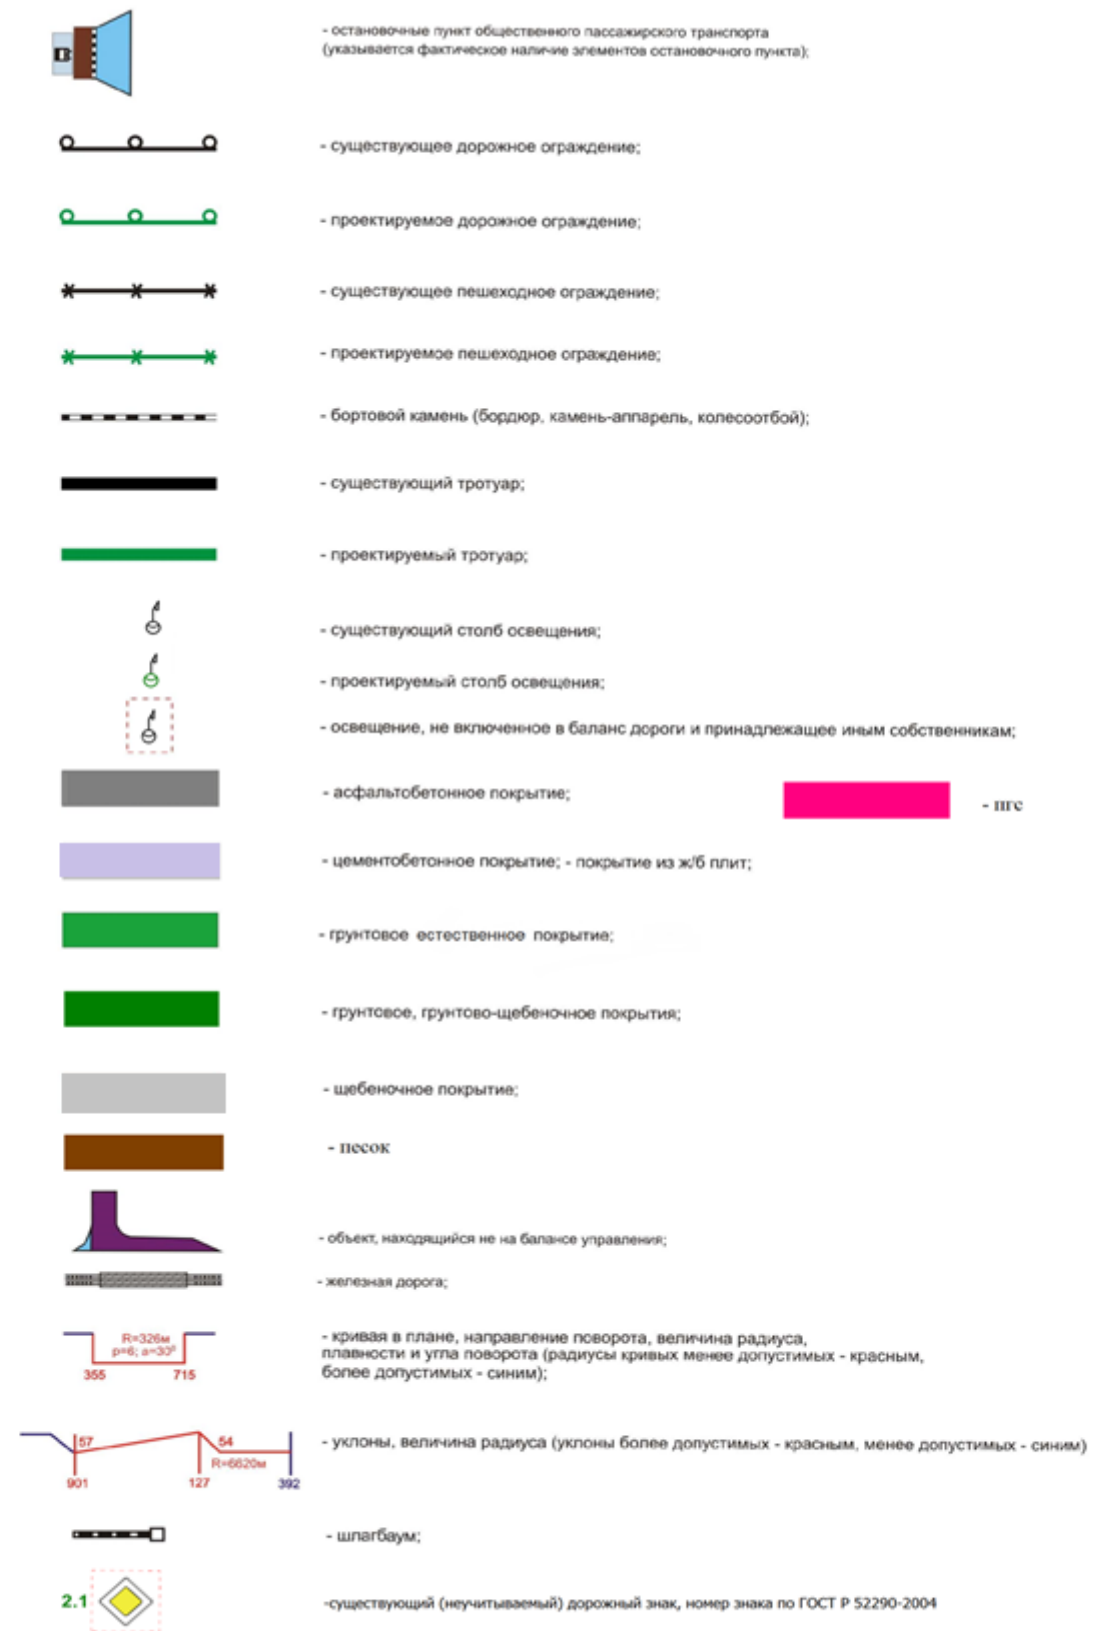 - остановочные пункт общественного пассажирского транспорта
(указывается фактическое наличие элементов остановочного пункта);
В
- существующее дорожное ограждение;
- проектируемое дорожное ограждение;
- существующее пешеходное ограждение;
- проектируемое пешеходное ограждение;
- бортовой камень (бордюр, камень-аппарель, колесоотбой);
- существующий тротуар;
- проектируемый тротуар;
- существующий столб освещения;
- проектируемый столб освещения;
- освещение, не включенное в баланс дороги и принадлежащее иным собственникам;
- асфальтобетонное покрытие;
- пгс
- цементобетонное покрытие; - покрытие из ж/б плит;
- грунтовое естественное покрытие;
- грунтовое, грунтово-щебеночное покрытия;
- щебеночное покрытие;
- песок
- объект, находящийся не на балансе управления;
- железная дорога;
R=326м
р=6; а=30⁰
355 715
- кривая в плане, направление поворота, величина радиуса,
плавности и угла поворота (радиусы кривых менее допустимых - красным,
более допустимых - синим);
57 54
R=6620м
901 127 392
- уклоны, величина радиуса (уклоны более допустимых - красным, менее допустимых - синим)
- шлагбаум;
2.1
-существующий (неучитываемый) дорожный знак, номер знака по ГОСТ Р 52290-2004